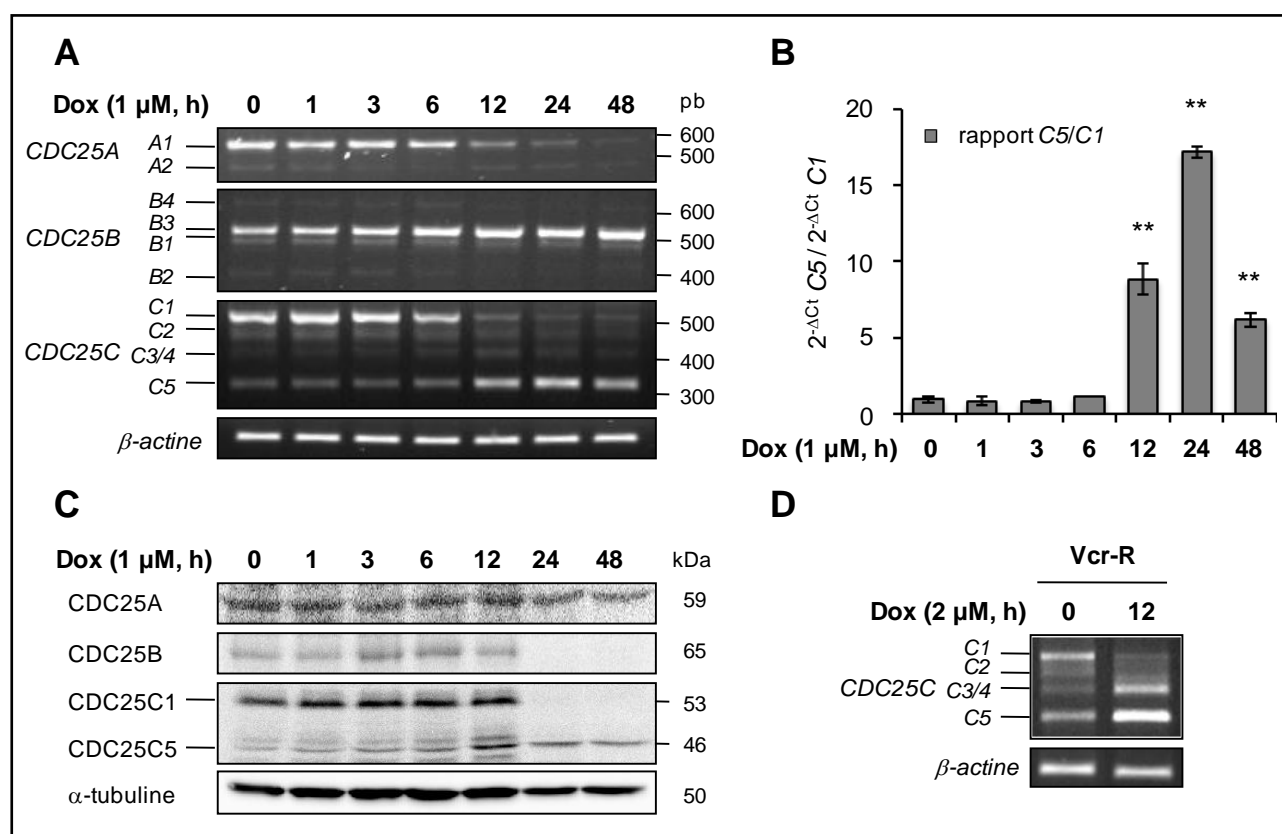 A
Dox (1 µM, h) 0 1 3 6 12 24 48 pb
CDC25A A1 A2 600 500
CDC25B B4 B3 B1 B2 600 500 400
CDC25C C1 C2 C3/4 C5 500 400 300
β-actine
B
20
15
10
5
0
2-ΔCt C5 / 2-ΔCt C1
rapport C5/C1
** ** **
Dox (1 µM, h) 0 1 3 6 12 24 48
C
Dox (1 µM, h) 0 1 3 6 12 24 48 kDa
CDC25A 59
CDC25B 65
CDC25C1 53
CDC25C5 46
α-tubuline 50
D
Vcr-R
Dox (2 µM, h) 0 12
CDC25C C1 C2 C3/4 C5
β-actine